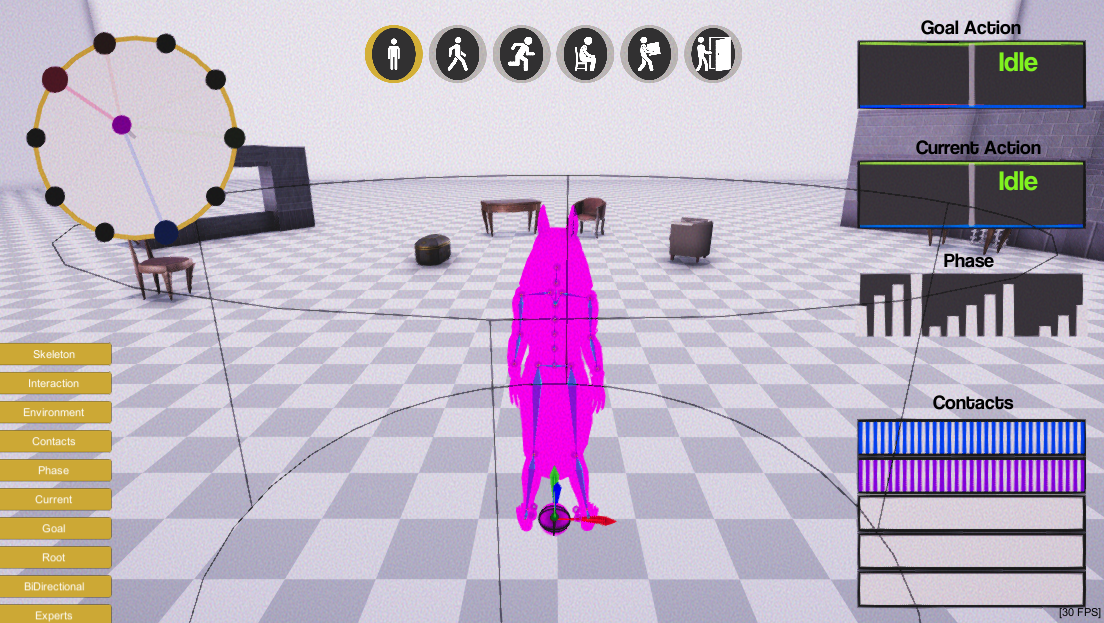 Goal Action
Idle
Current Action
Idle
Phase
Contacts
Skeleton
Interaction
Environment
Contacts
Phase
Current
Goal
Root
BiDirectional
Experts
[30 FPS]